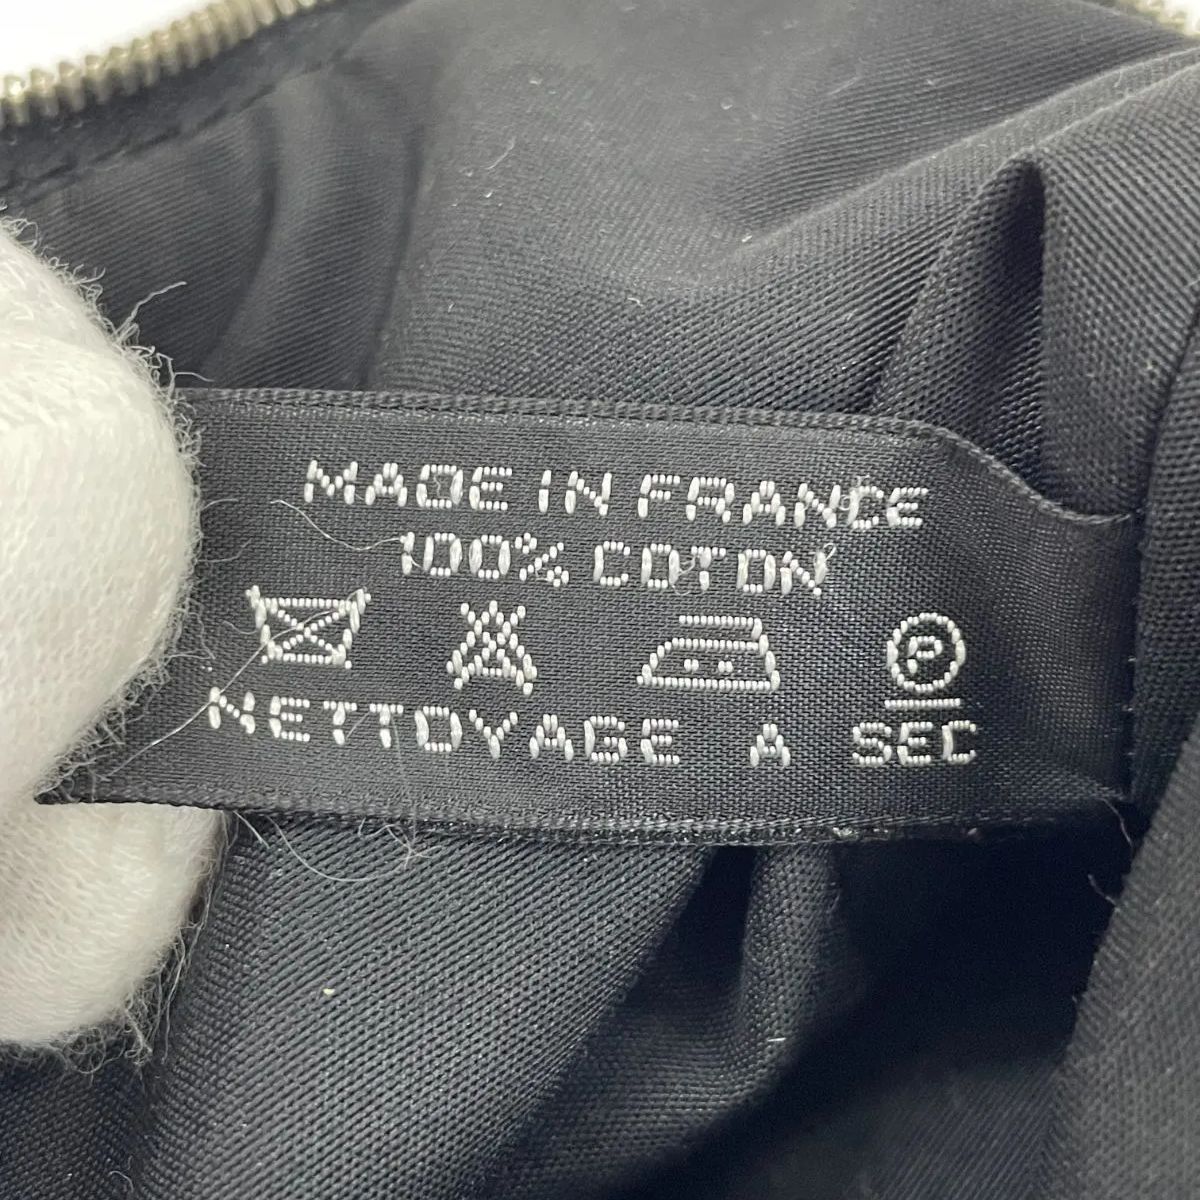 MADE IN FRANCE
100% COTON
P
NETTOYAGE A SEC